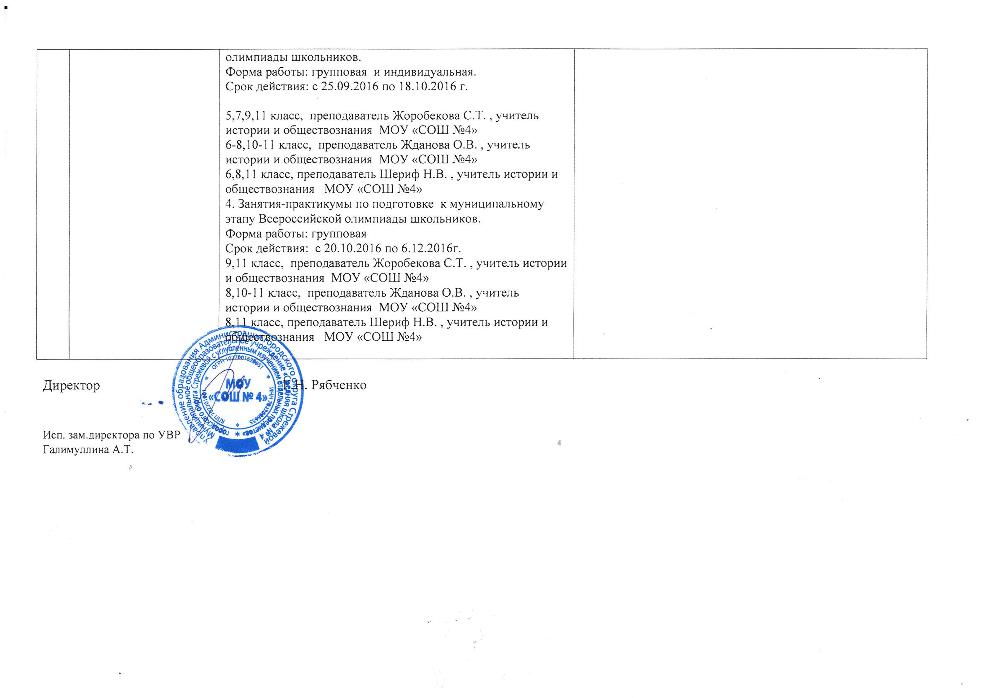 олимпиады школьников.
Форма работы: групповая  и индивидуальная.
Срок действия: с 25.09.2016 по 18.10.2016 г.
5,7,9,11 класс,  преподаватель Жоробекова С.Т. , учитель
истории и обществознания  МОУ «СОШ №4»
6-8,10-11 класс,  преподаватель Жданова О.В. , учитель
истории и обществознания  МОУ «СОШ №4»
6,8,11 класс, преподаватель Шериф Н.В. , учитель истории и
обществознания   МОУ «СОШ №4»
4. Занятия-практикумы по подготовке  к муниципальному
этапу Всероссийской олимпиады школьников.
Форма работы: групповая
Срок действия:  с 20.10.2016 по 6.12.2016г.
9,11 класс,  преподаватель Жоробекова С.Т. , учитель истории
и обществознания  МОУ «СОШ №4»
8,10-11 класс,  преподаватель Жданова О.В. , учитель
истории и обществознания  МОУ «СОШ №4»
8,11 класс, преподаватель Шериф Н.В. , учитель истории и
обществознания   МОУ «СОШ №4»
Директор
Н. Рябченко
Управление образования Администрации городского округа Стрежевой
МОУ
«СОШ № 4»
Исп. зам.директора по УВР
Галимуллина А.Т.